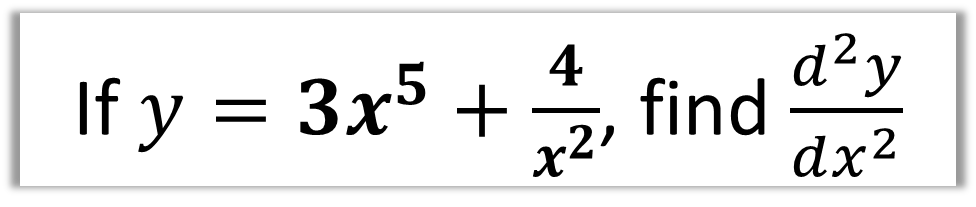 If y = 3x⁵ + 4/x², find d²y/dx²